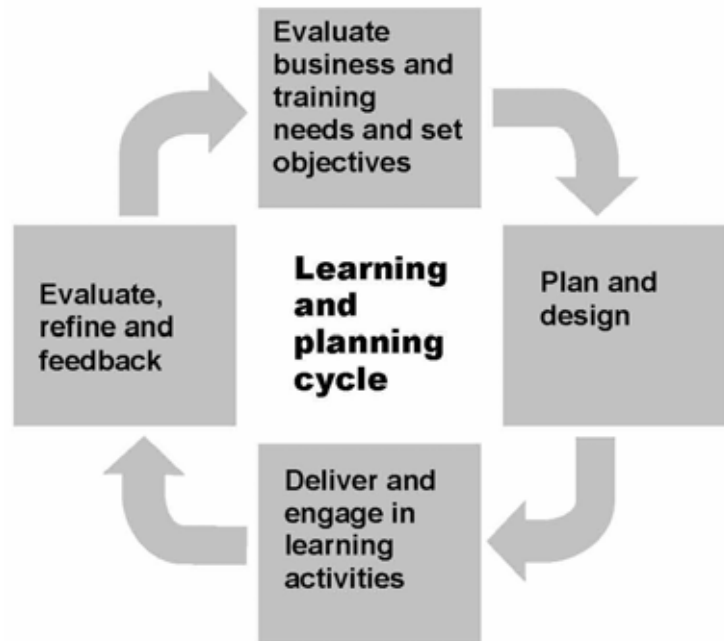 Evaluate
business and
training
needs and set
objectives
Plan and
design
Deliver and
engage in
learning
activities
Evaluate,
refine and
feedback
Learning
and
planning
cycle